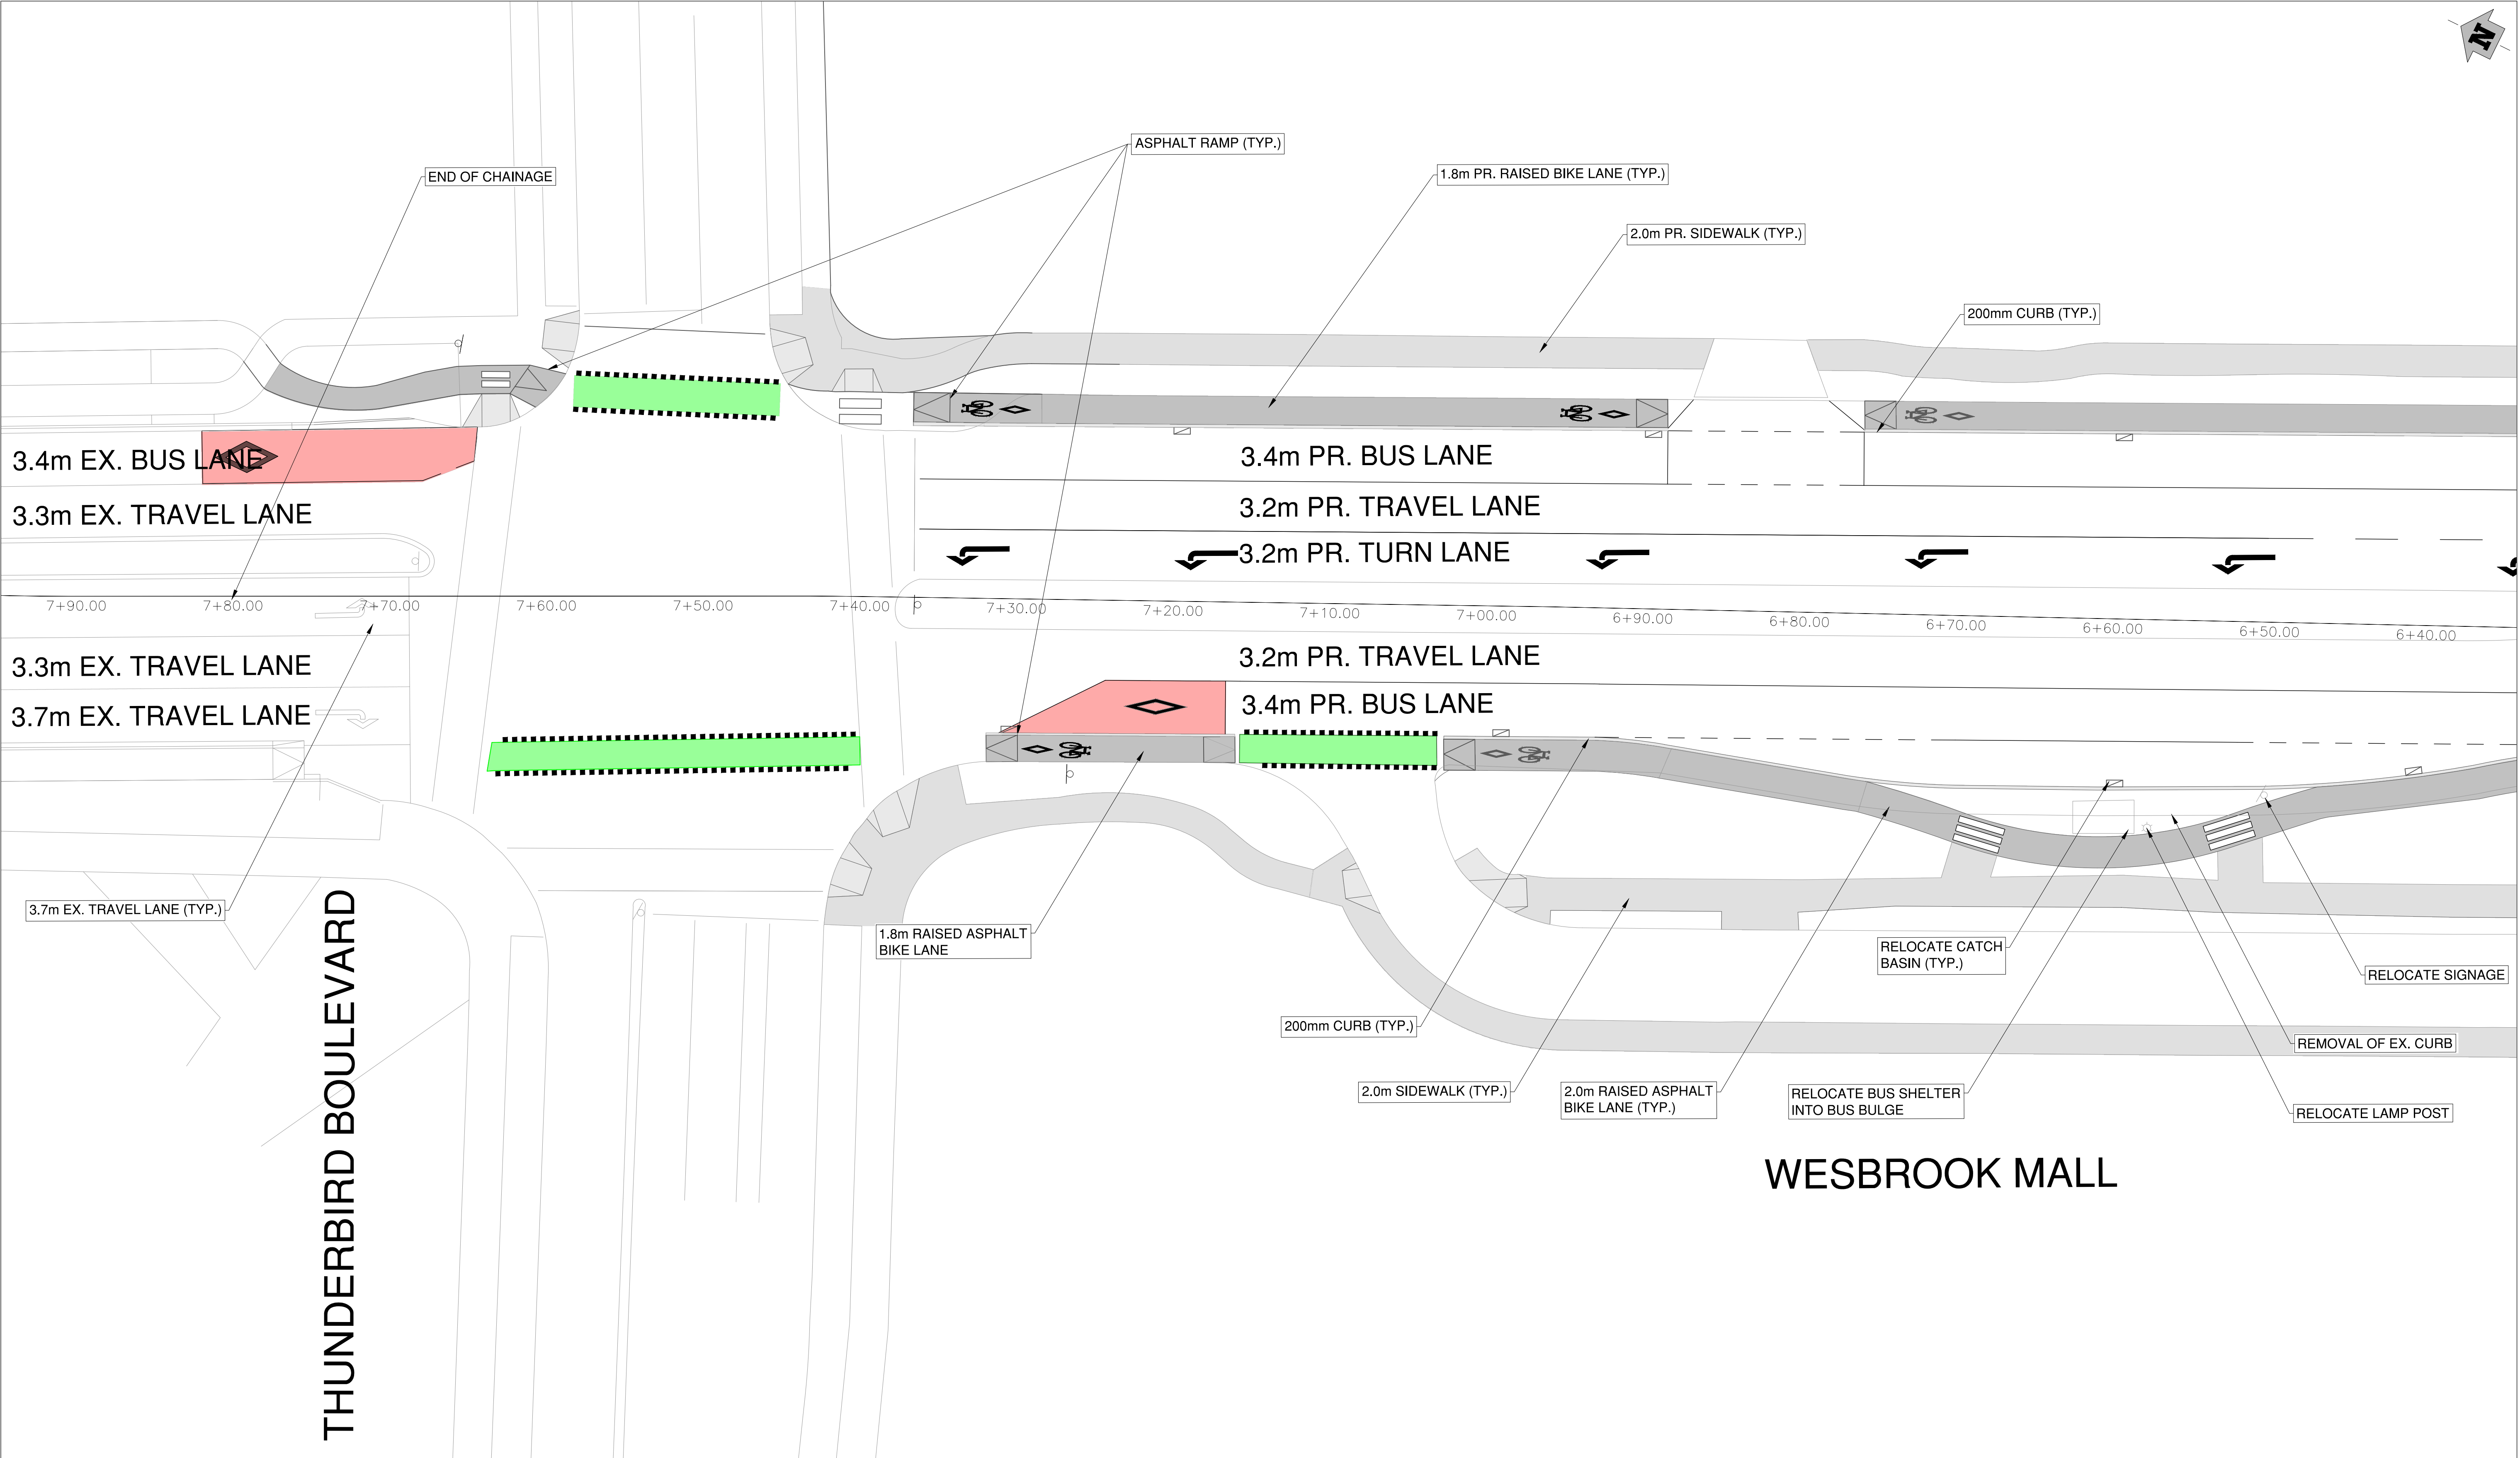 N
ASPHALT RAMP (TYP.)
END OF CHAINAGE
1.8m PR. RAISED BIKE LANE (TYP.)
2.0m PR. SIDEWALK (TYP.)
200mm CURB (TYP.)
3.4m EX. BUS LANE
3.4m PR. BUS LANE
3.3m EX. TRAVEL LANE
3.2m PR. TRAVEL LANE
3.2m PR. TURN LANE
7+90.00 7+80.00 7+70.00 7+60.00 7+50.00 7+40.00 7+30.00 7+20.00 7+10.00 7+00.00 6+90.00 6+80.00 6+70.00 6+60.00 6+50.00 6+40.00
3.3m EX. TRAVEL LANE
3.2m PR. TRAVEL LANE
3.7m EX. TRAVEL LANE
3.4m PR. BUS LANE
3.7m EX. TRAVEL LANE (TYP.)
THUNDERBIRD BOULEVARD
1.8m RAISED ASPHALT
BIKE LANE
RELOCATE CATCH
BASIN (TYP.)
RELOCATE SIGNAGE
200mm CURB (TYP.)
REMOVAL OF EX. CURB
2.0m SIDEWALK (TYP.)
2.0m RAISED ASPHALT
BIKE LANE (TYP.)
RELOCATE BUS SHELTER
INTO BUS BULGE
RELOCATE LAMP POST
WESBROOK MALL